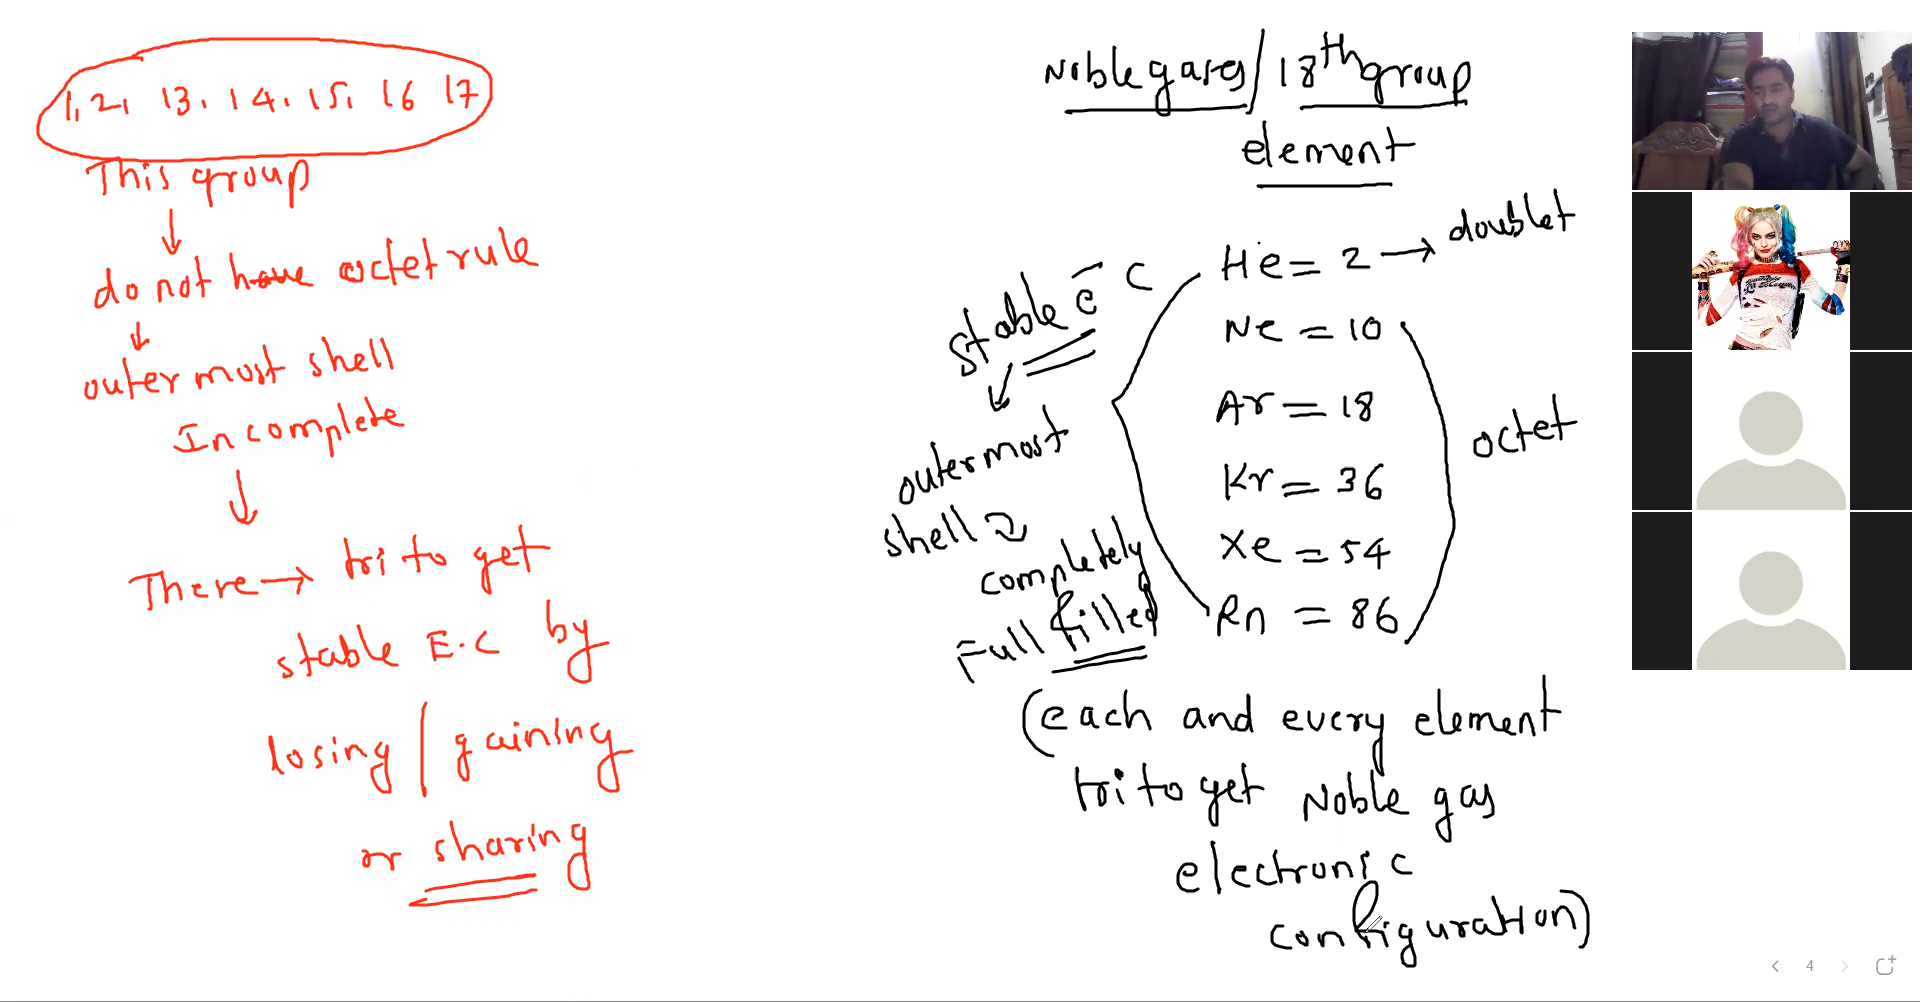 1, 2, 13, 14, 15, 16 17
This group
do not have octet rule
outer most shell
Incomplete
There → tri to get
stable E.C by
losing / gaining
or sharing
Noble gases / 18th group
element
stable e̅ C
outermost
shell
completely
Full filled
He = 2 → doublet
Ne = 10
Ar = 18
Kr = 36
Xe = 54
Rn = 86
octet
(each and every element
tri to get Noble gas
electronic
configuration)
4